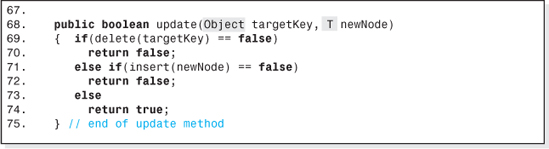 67.
68. public boolean update(Object targetKey, T newNode)
69. { if(delete(targetKey) == false)
70. return false;
71. else if(insert(newNode) == false)
72. return false;
73. else
74. return true;
75. } // end of update method